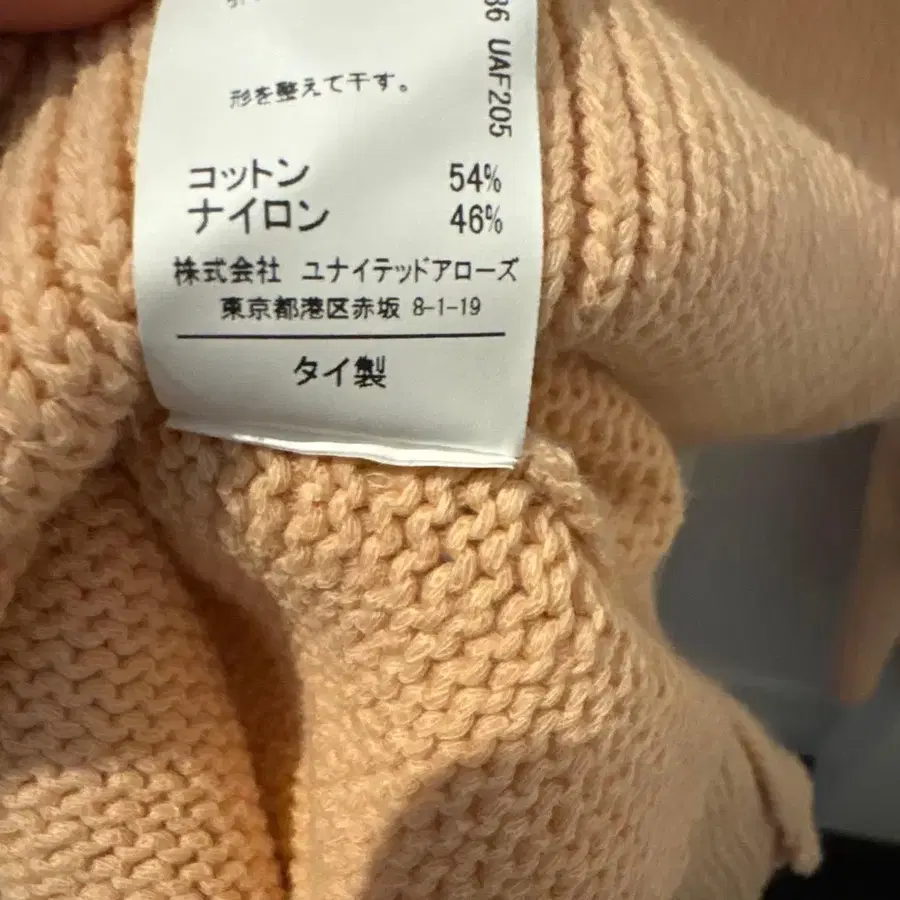 形を整えて干す。
UAF205
コットン 54%
ナイロン 46%
株式会社 ユナイテッドアローズ
東京都港区赤坂 8-1-19
タイ製